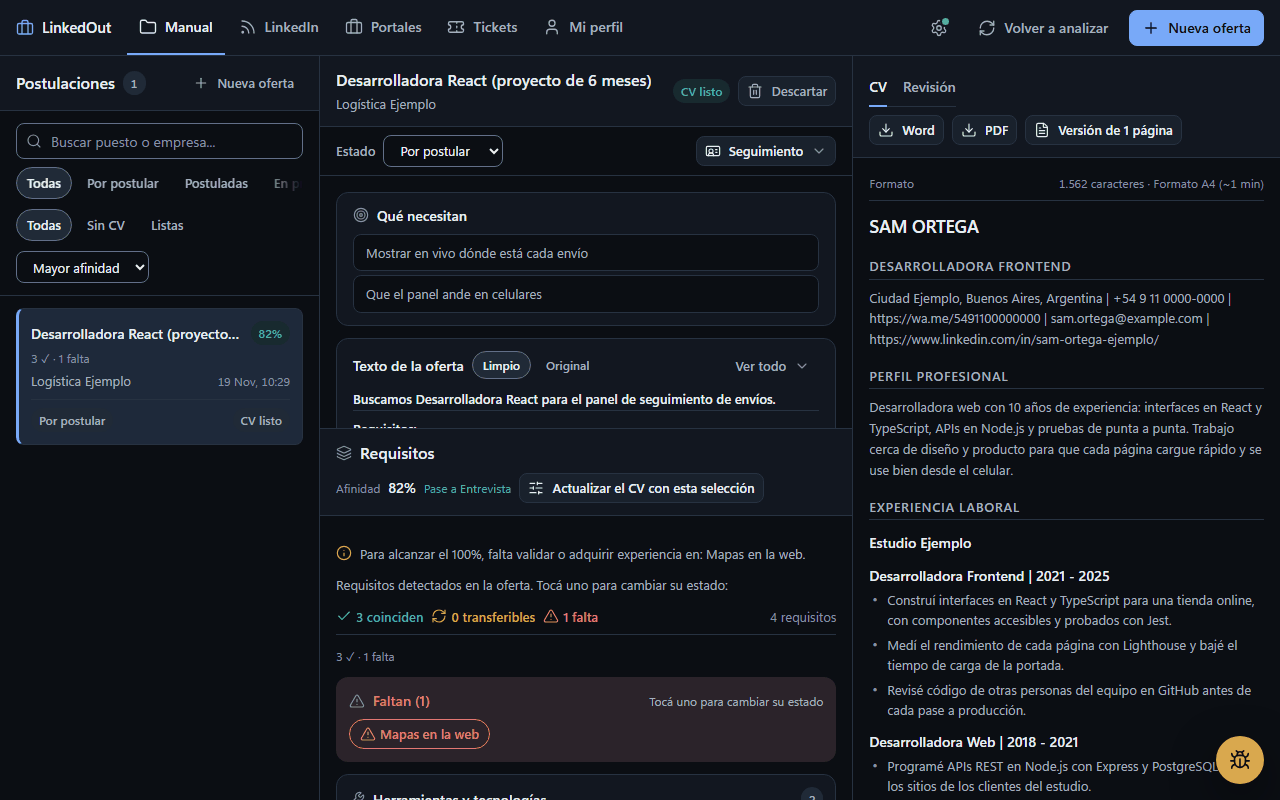 LinkedOut
Manual
LinkedIn
Portales
Tickets
Mi perfil
Volver a analizar
Nueva oferta
Postulaciones 1
Nueva oferta
Buscar puesto o empresa...
Todas Por postular Postuladas En p
Todas Sin CV Listas
Mayor afinidad
Desarrolladora React (proyecto... 82%
3 ✓ · 1 falta
Logística Ejemplo 19 Nov, 10:29
Por postular CV listo
Desarrolladora React (proyecto de 6 meses)
Logística Ejemplo
CV listo
Descartar
Estado Por postular
Seguimiento
Qué necesitan
Mostrar en vivo dónde está cada envío
Que el panel ande en celulares
Texto de la oferta Limpio Original Ver todo
Buscamos Desarrolladora React para el panel de seguimiento de envíos.
Requisitos:
Requisitos
Afinidad 82% Pase a Entrevista Actualizar el CV con esta selección
Para alcanzar el 100%, falta validar o adquirir experiencia en: Mapas en la web.
Requisitos detectados en la oferta. Tocá uno para cambiar su estado:
3 coinciden 0 transferibles 1 falta 4 requisitos
3 ✓ · 1 falta
Faltan (1) Tocá uno para cambiar su estado
Mapas en la web
Herramientas y tecnologías
CV Revisión
Word PDF Versión de 1 página
Formato 1.562 caracteres · Formato A4 (~1 min)
SAM ORTEGA
DESARROLLADORA FRONTEND
Ciudad Ejemplo, Buenos Aires, Argentina | +54 9 11 0000-0000 |
https://wa.me/5491100000000 | sam.ortega@example.com |
https://www.linkedin.com/in/sam-ortega-ejemplo/
PERFIL PROFESIONAL
Desarrolladora web con 10 años de experiencia: interfaces en React y
TypeScript, APIs en Node.js y pruebas de punta a punta. Trabajo
cerca de diseño y producto para que cada página cargue rápido y se
use bien desde el celular.
EXPERIENCIA LABORAL
Estudio Ejemplo
Desarrolladora Frontend | 2021 - 2025
• Construí interfaces en React y TypeScript para una tienda online,
con componentes accesibles y probados con Jest.
• Medí el rendimiento de cada página con Lighthouse y bajé el
tiempo de carga de la portada.
• Revisé código de otras personas del equipo en GitHub antes de
cada pase a producción.
Desarrolladora Web | 2018 - 2021
• Programé APIs REST en Node.js con Express y PostgreSQL
los sitios de los clientes del estudio.